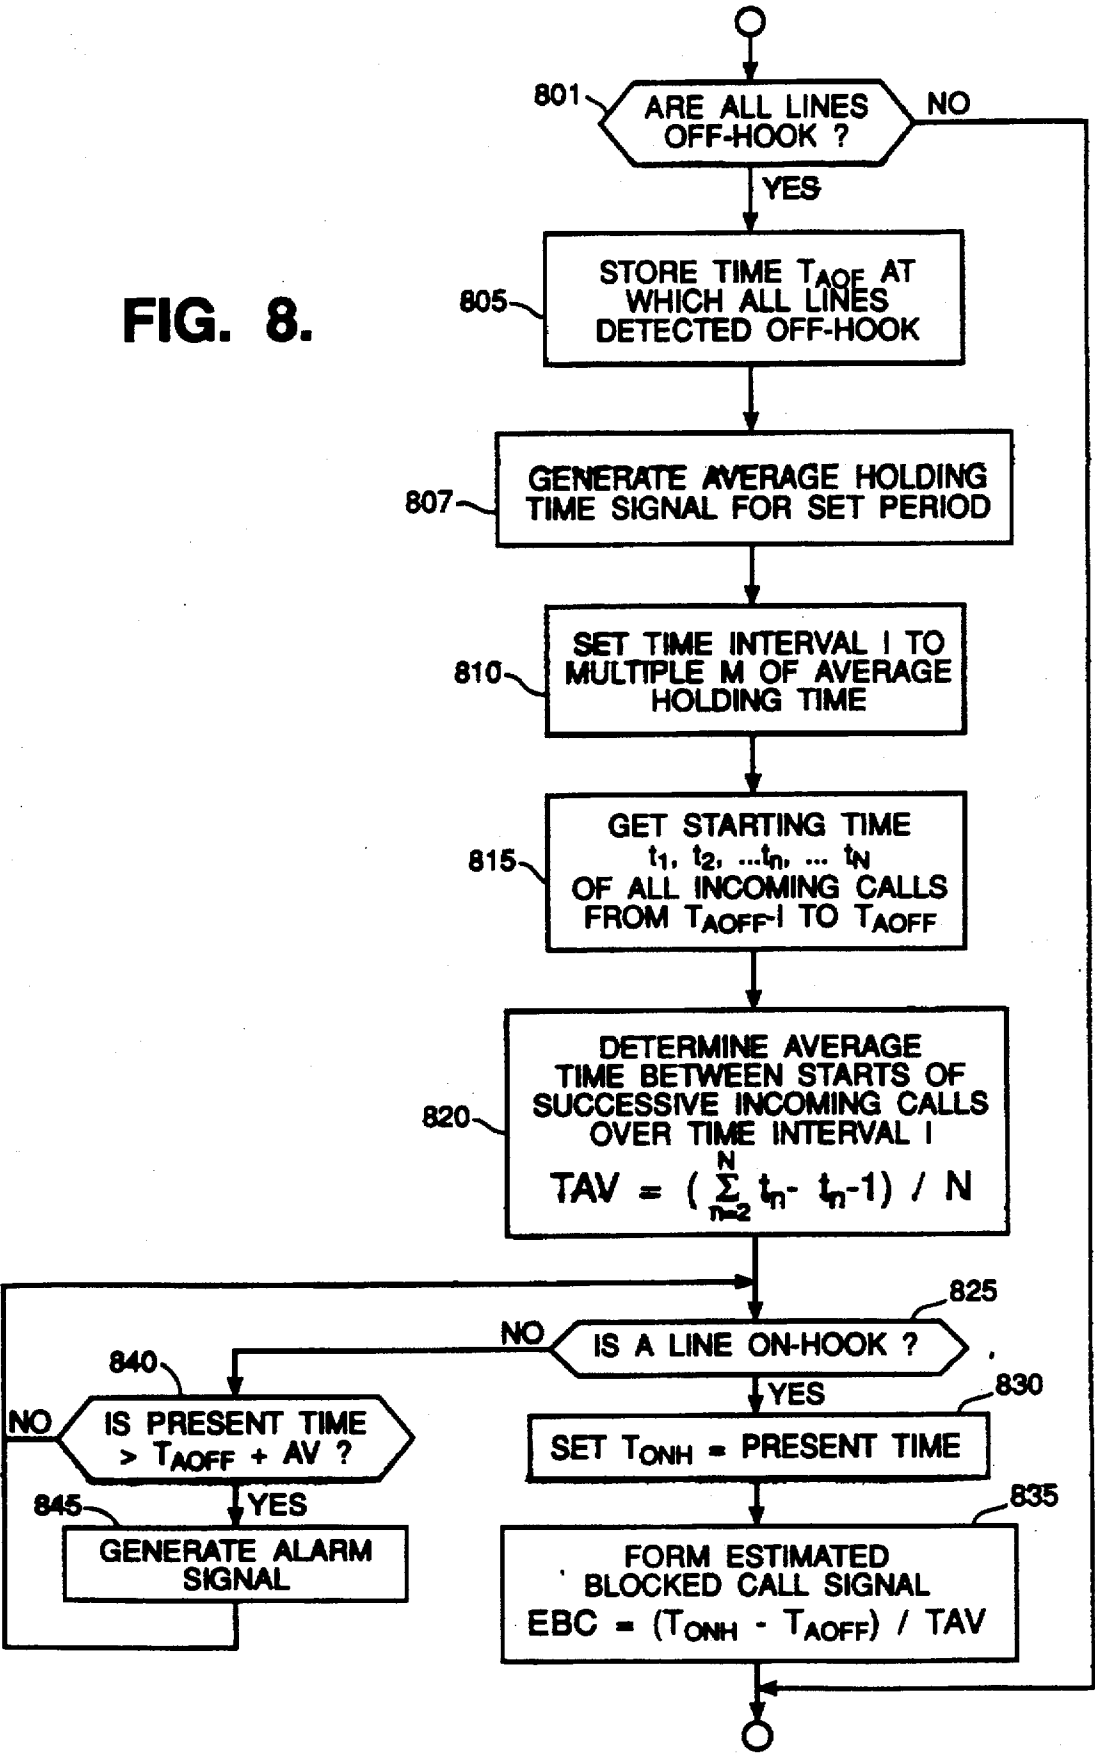 801
ARE ALL LINES
OFF-HOOK ?
NO
YES
FIG. 8.
805
STORE TIME TAOF AT
WHICH ALL LINES
DETECTED OFF-HOOK
807
GENERATE AVERAGE HOLDING
TIME SIGNAL FOR SET PERIOD
810
SET TIME INTERVAL I TO
MULTIPLE M OF AVERAGE
HOLDING TIME
815
GET STARTING TIME
t1, t2, ...tn, ... tN
OF ALL INCOMING CALLS
FROM TAOFF-I TO TAOFF
820
DETERMINE AVERAGE
TIME BETWEEN STARTS OF
SUCCESSIVE INCOMING CALLS
OVER TIME INTERVAL I
N
TAV = ( Σ tn- tn-1) / N
n=2
825
IS A LINE ON-HOOK ?
NO
YES
840
IS PRESENT TIME
> TAOFF + AV ?
NO
YES
830
SET TONH = PRESENT TIME
845
GENERATE ALARM
SIGNAL
835
FORM ESTIMATED
BLOCKED CALL SIGNAL
EBC = (TONH - TAOFF) / TAV